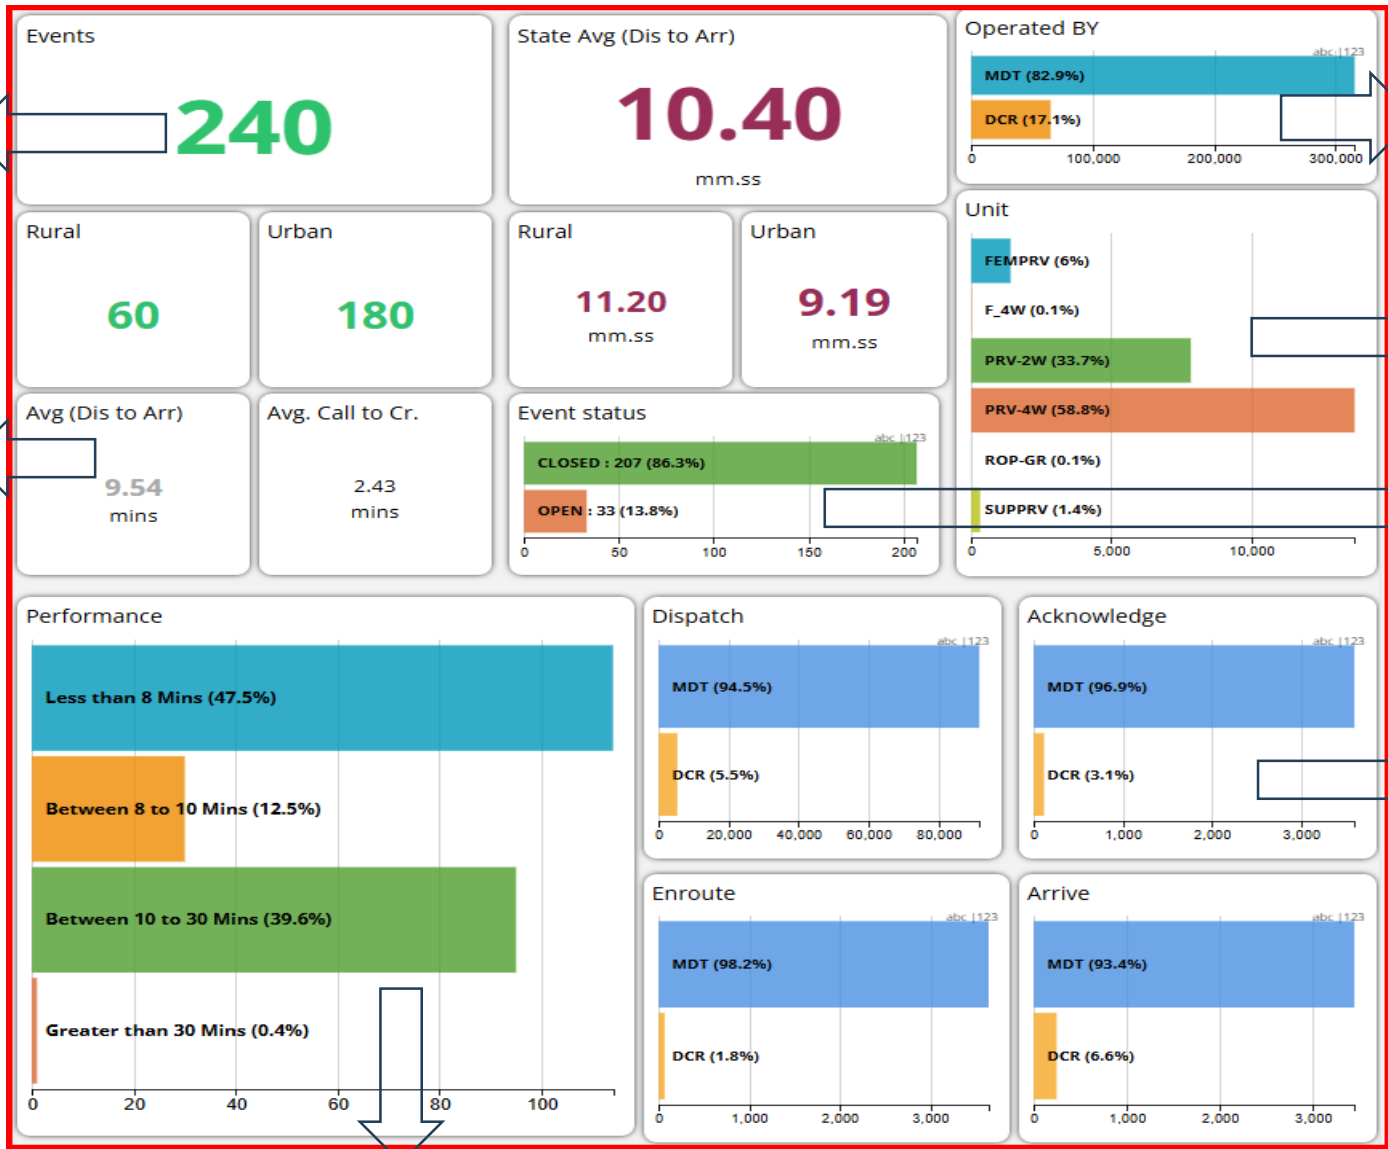 Events
240
State Avg (Dis to Arr)
10.40
mm.ss
Operated BY
abc | 123
MDT (82.9%)
DCR (17.1%)
0 100,000 200,000 300,000
Rural
60
Urban
180
Rural
11.20
mm.ss
Urban
9.19
mm.ss
Unit
FEMPRV (6%)
F_4W (0.1%)
PRV-2W (33.7%)
PRV-4W (58.8%)
ROP-GR (0.1%)
SUPPRV (1.4%)
0 5,000 10,000
Avg (Dis to Arr)
9.54
mins
Avg. Call to Cr.
2.43
mins
Event status
abc | 123
CLOSED : 207 (86.3%)
OPEN : 33 (13.8%)
0 50 100 150 200
Performance
Less than 8 Mins (47.5%)
Between 8 to 10 Mins (12.5%)
Between 10 to 30 Mins (39.6%)
Greater than 30 Mins (0.4%)
0 20 40 60 80 100
Dispatch
abc | 123
MDT (94.5%)
DCR (5.5%)
0 20,000 40,000 60,000 80,000
Acknowledge
abc | 123
MDT (96.9%)
DCR (3.1%)
0 1,000 2,000 3,000
Enroute
abc | 123
MDT (98.2%)
DCR (1.8%)
0 1,000 2,000 3,000
Arrive
abc | 123
MDT (93.4%)
DCR (6.6%)
0 1,000 2,000 3,000